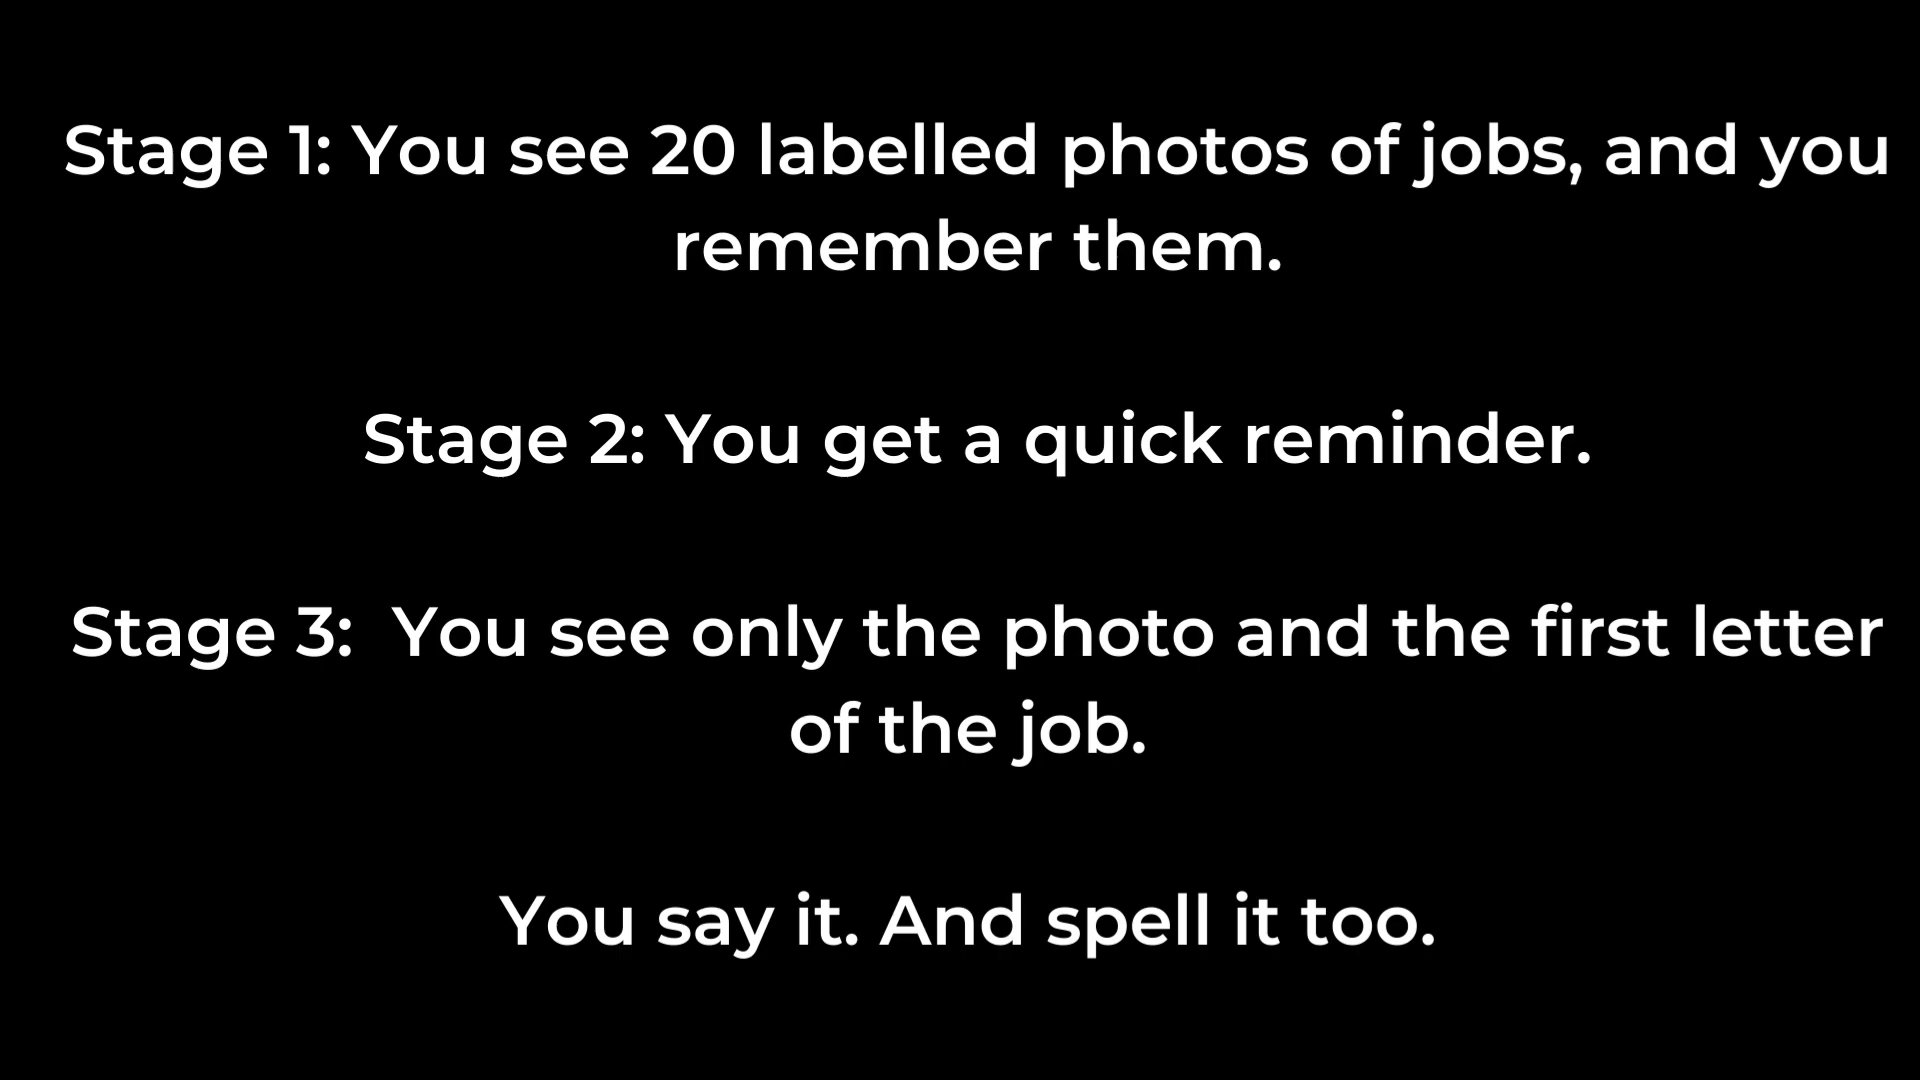 Stage 1: You see 20 labelled photos of jobs, and you
remember them.
Stage 2: You get a quick reminder.
Stage 3:  You see only the photo and the first letter
of the job.
You say it. And spell it too.